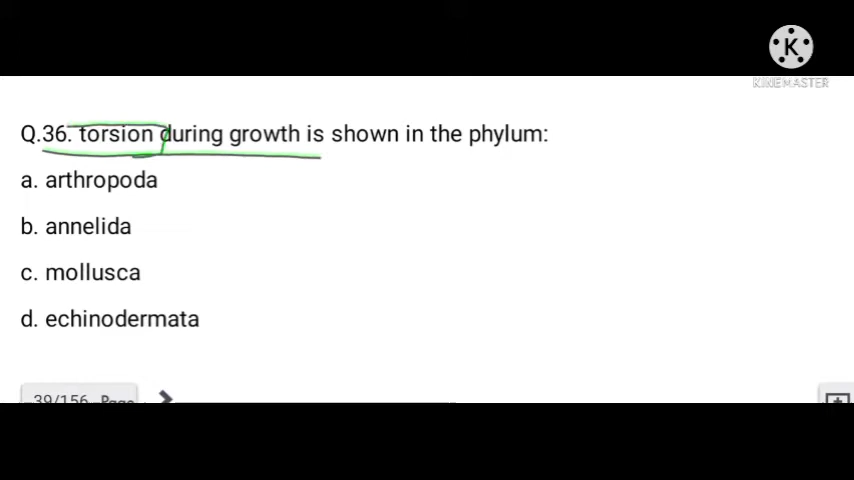 K
KINEMASTER
Q.36. torsion during growth is shown in the phylum:
a. arthropoda
b. annelida
c. mollusca
d. echinodermata
39/156 Page